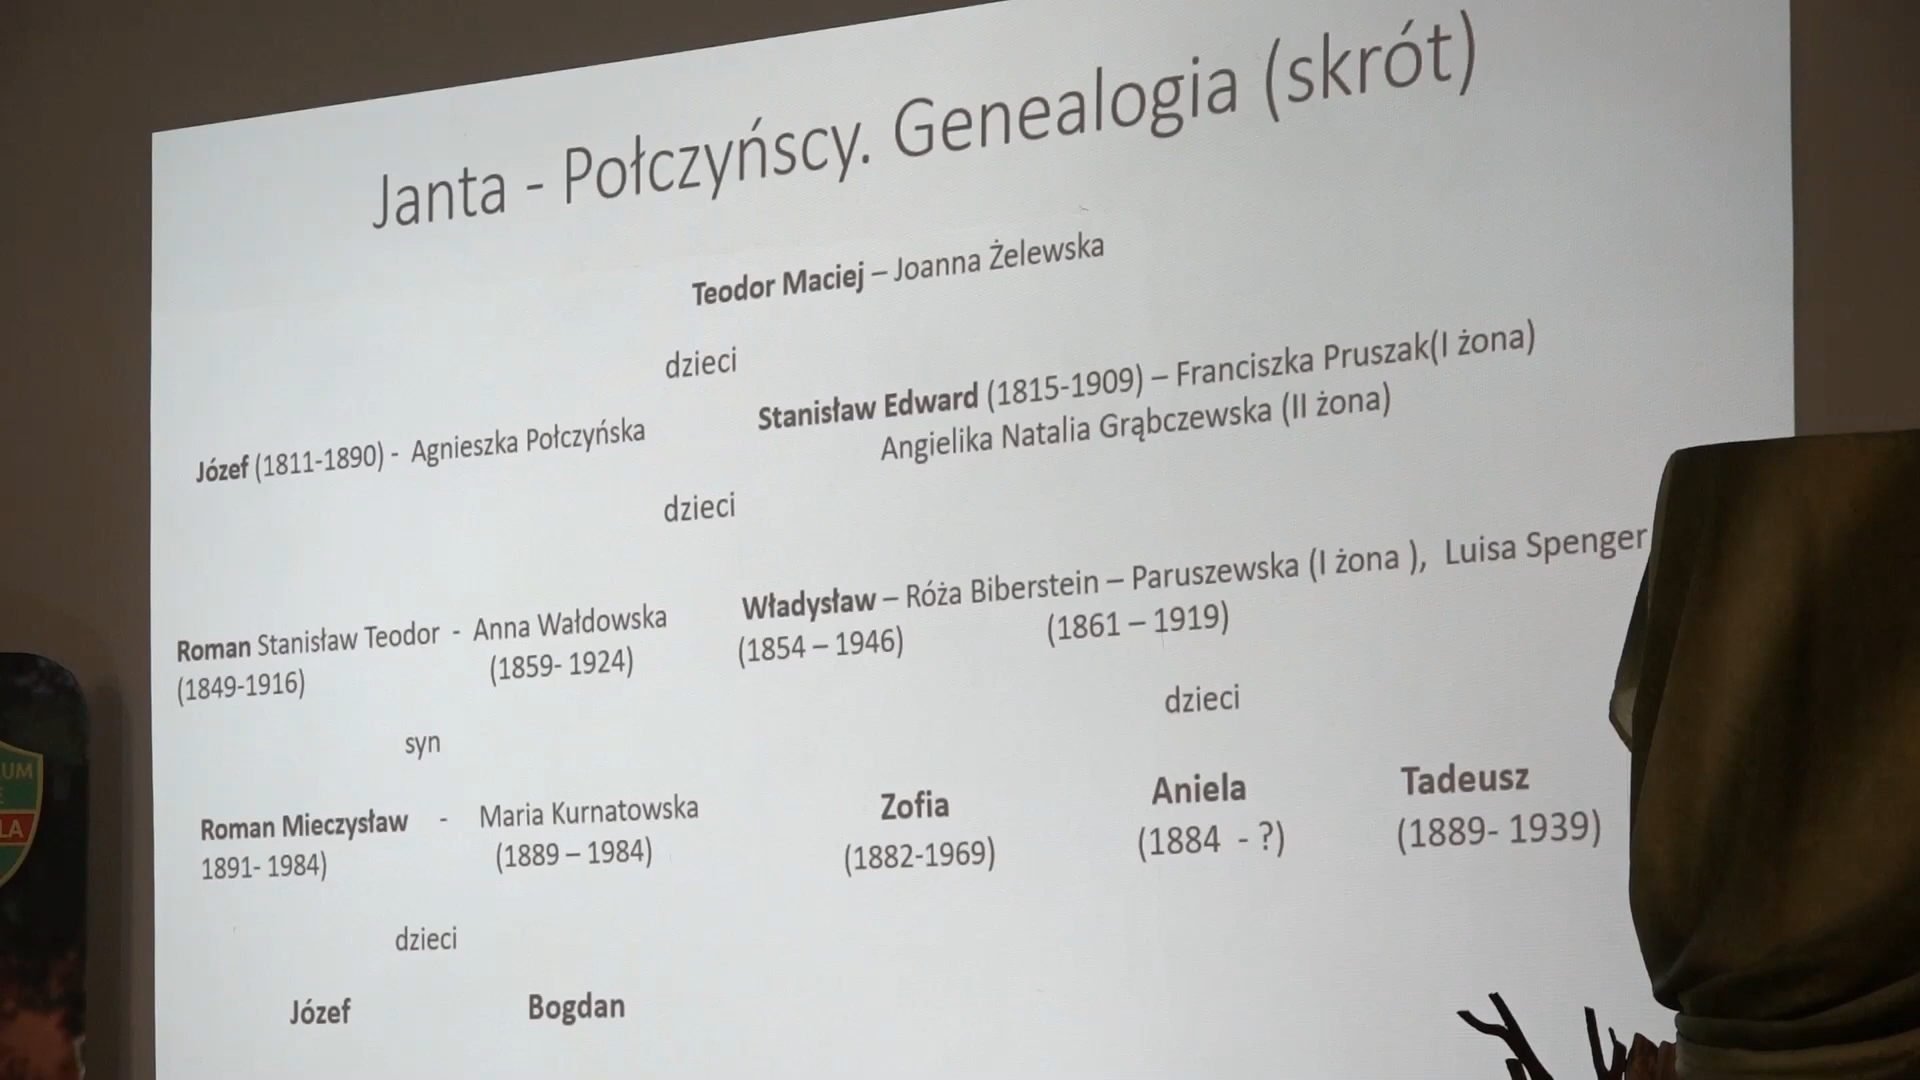 Janta - Połczyńscy. Genealogia (skrót)
Teodor Maciej – Joanna Żelewska
dzieci
Józef (1811-1890) - Agnieszka Połczyńska
Stanisław Edward (1815-1909) – Franciszka Pruszak(I żona)
Angielika Natalia Grąbczewska (II żona)
dzieci
Roman Stanisław Teodor - Anna Wałdowska
(1849-1916) (1859- 1924)
Władysław – Róża Biberstein – Paruszewska (I żona ), Luisa Spenger
(1854 – 1946) (1861 – 1919)
syn
dzieci
Roman Mieczysław - Maria Kurnatowska
1891- 1984) (1889 – 1984)
Zofia Aniela Tadeusz
(1882-1969) (1884 - ?) (1889- 1939)
dzieci
Józef Bogdan
UM
E
LA